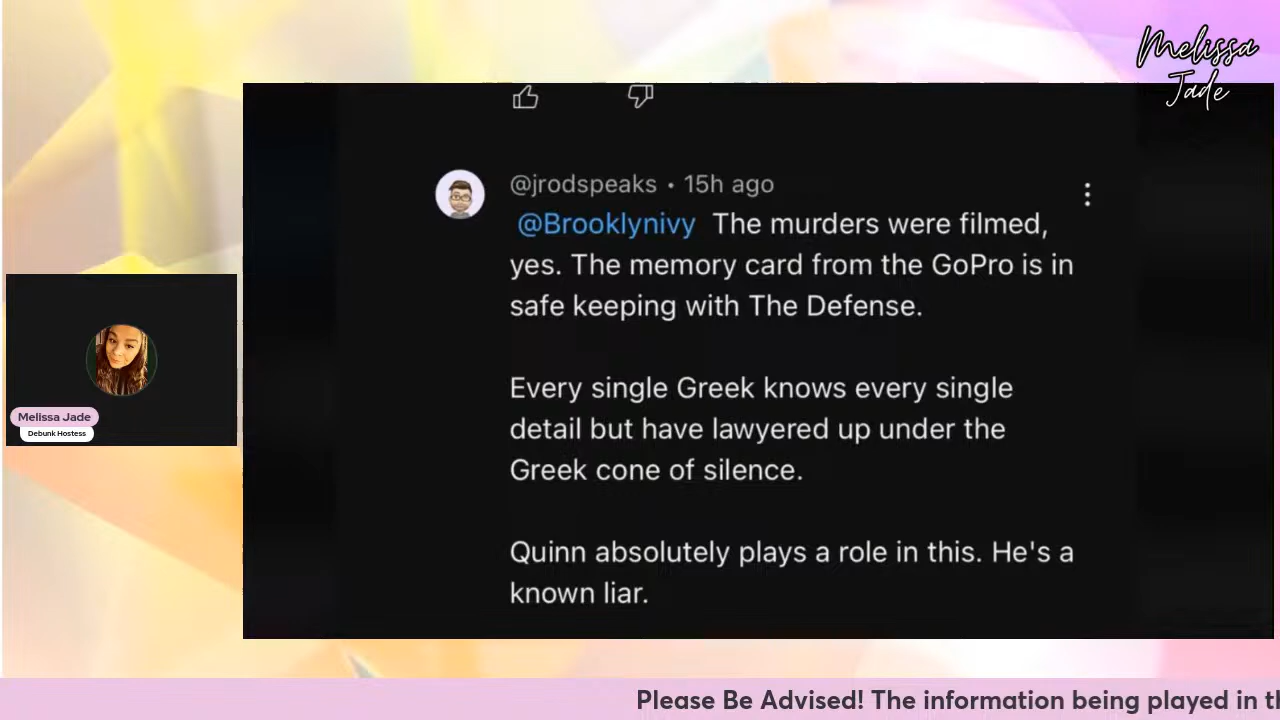 Melissa
Jade
@jrodspeaks • 15h ago
@Brooklynivy The murders were filmed,
yes. The memory card from the GoPro is in
safe keeping with The Defense.
Every single Greek knows every single
detail but have lawyered up under the
Greek cone of silence.
Quinn absolutely plays a role in this. He's a
known liar.
Melissa Jade
Debunk Hostess
Please Be Advised! The information being played in